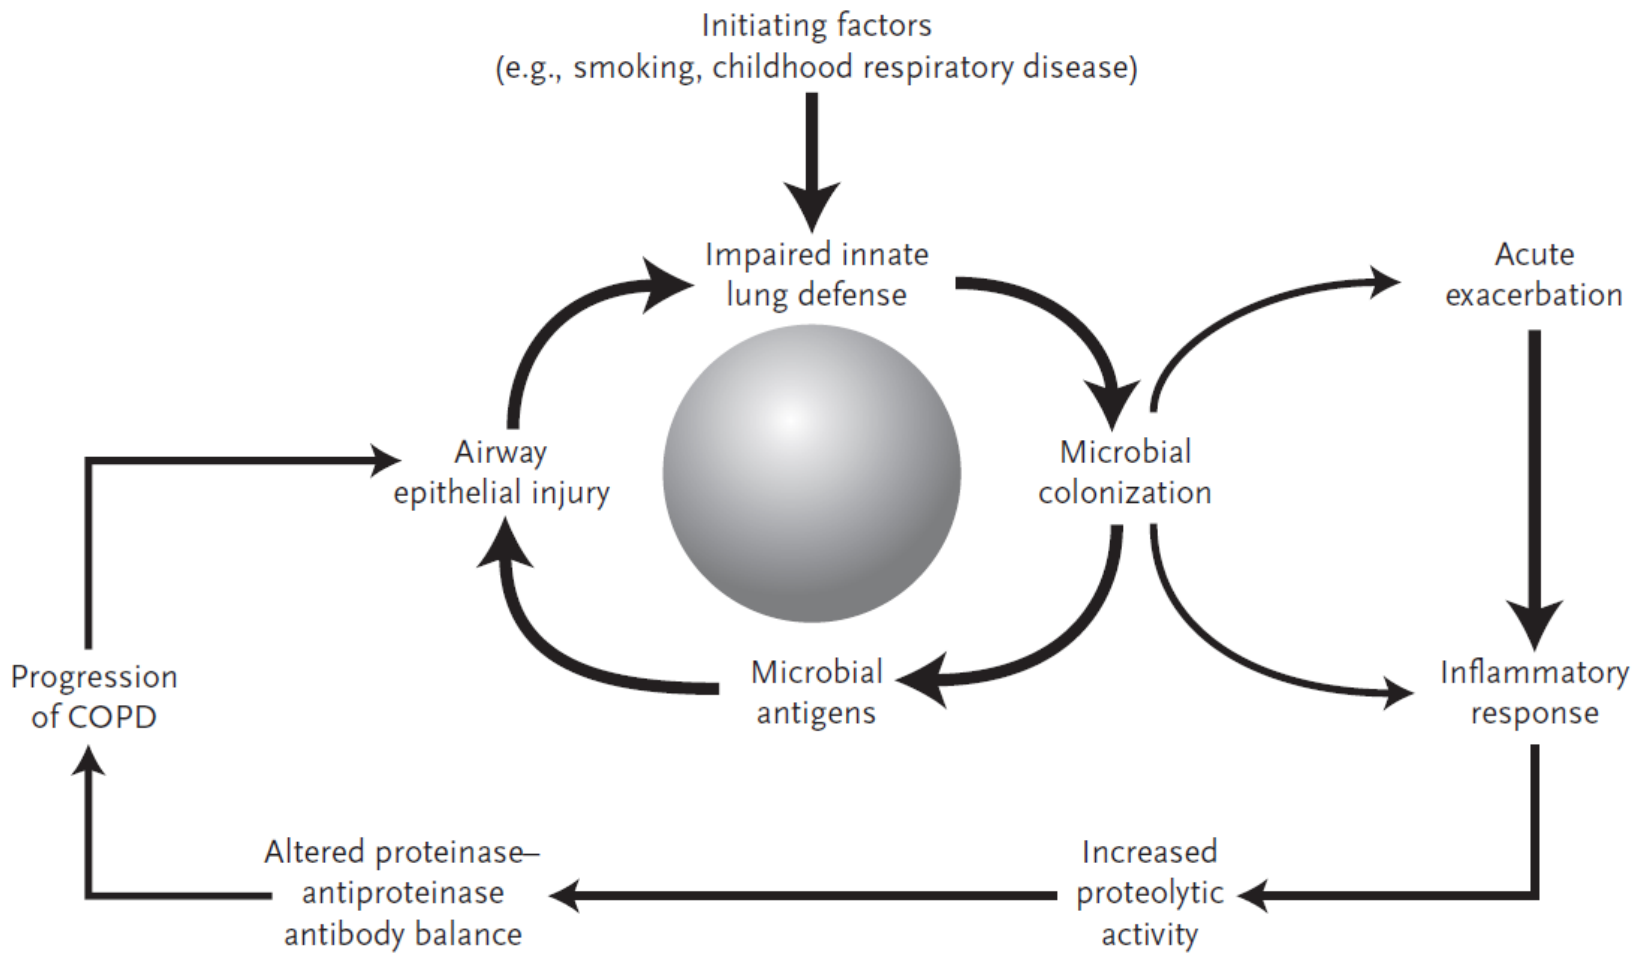 Initiating factors
(e.g., smoking, childhood respiratory disease)
Impaired innate
lung defense
Acute
exacerbation
Airway
epithelial injury
Microbial
colonization
Progression
of COPD
Microbial
antigens
Inflammatory
response
Altered proteinase–
antiproteinase
antibody balance
Increased
proteolytic
activity